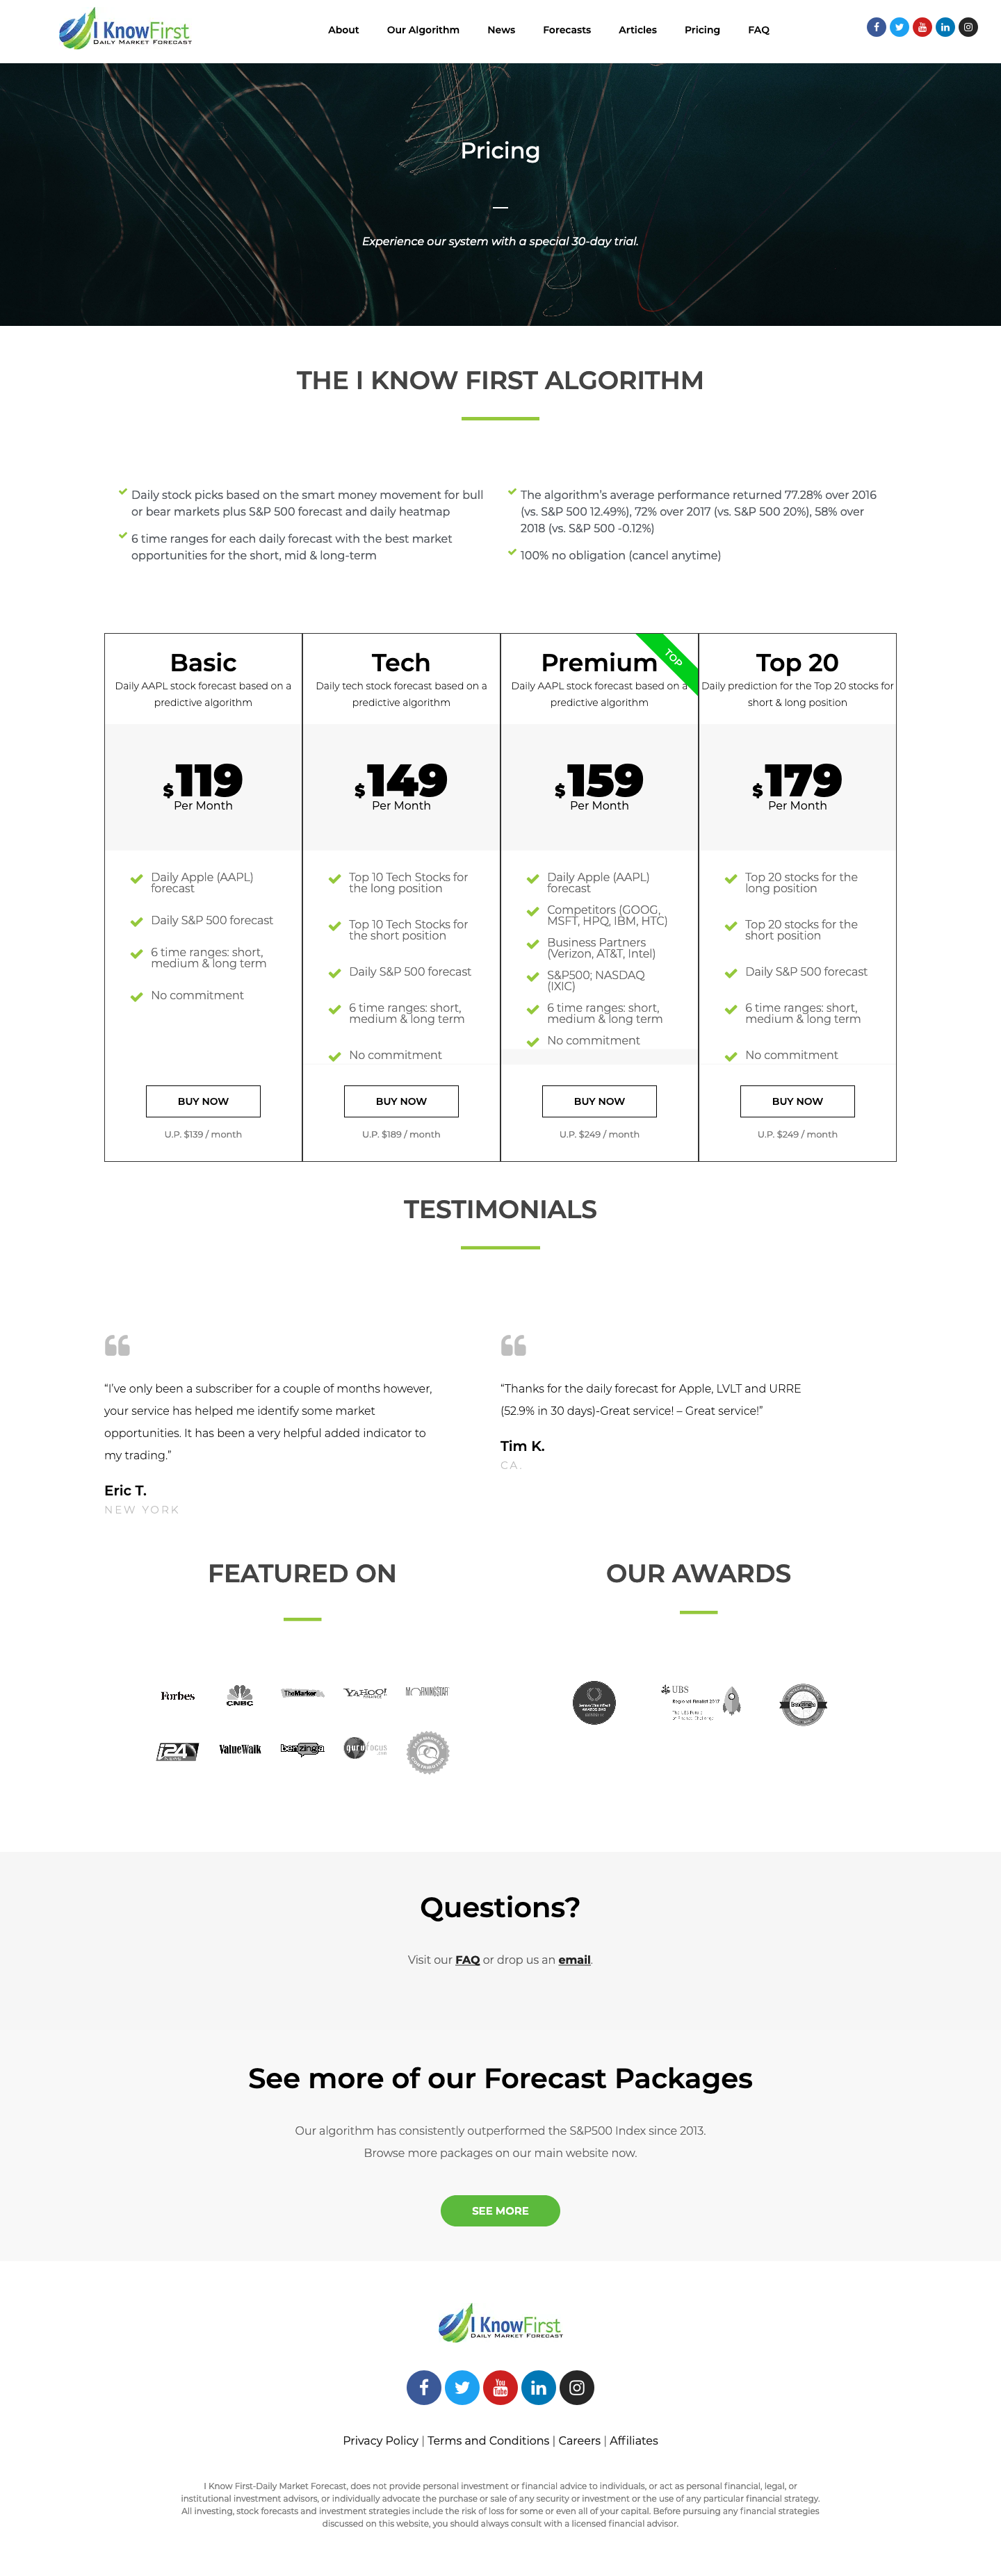 I KnowFirst
DAILY MARKET FORECAST
About Our Algorithm News Forecasts Articles Pricing FAQ
Pricing
Experience our system with a special 30-day trial.
THE I KNOW FIRST ALGORITHM
Daily stock picks based on the smart money movement for bull
or bear markets plus S&P 500 forecast and daily heatmap
6 time ranges for each daily forecast with the best market
opportunities for the short, mid & long-term
The algorithm's average performance returned 77.28% over 2016
(vs. S&P 500 12.49%), 72% over 2017 (vs. S&P 500 20%), 58% over
2018 (vs. S&P 500 -0.12%)
100% no obligation (cancel anytime)
Basic
Daily AAPL stock forecast based on a
predictive algorithm
$119
Per Month
Daily Apple (AAPL)
forecast
Daily S&P 500 forecast
6 time ranges: short,
medium & long term
No commitment
BUY NOW
U.P. $139 / month
Tech
Daily tech stock forecast based on a
predictive algorithm
$149
Per Month
Top 10 Tech Stocks for
the long position
Top 10 Tech Stocks for
the short position
Daily S&P 500 forecast
6 time ranges: short,
medium & long term
No commitment
BUY NOW
U.P. $189 / month
TOP
Premium
Daily AAPL stock forecast based on a
predictive algorithm
$159
Per Month
Daily Apple (AAPL)
forecast
Competitors (GOOG,
MSFT, HPQ, IBM, HTC)
Business Partners
(Verizon, AT&T, Intel)
S&P500; NASDAQ
(IXIC)
6 time ranges: short,
medium & long term
No commitment
BUY NOW
U.P. $249 / month
Top 20
Daily prediction for the Top 20 stocks for
short & long position
$179
Per Month
Top 20 stocks for the
long position
Top 20 stocks for the
short position
Daily S&P 500 forecast
6 time ranges: short,
medium & long term
No commitment
BUY NOW
U.P. $249 / month
TESTIMONIALS
“I’ve only been a subscriber for a couple of months however,
your service has helped me identify some market
opportunities. It has been a very helpful added indicator to
my trading.”
Eric T.
NEW YORK
“Thanks for the daily forecast for Apple, LVLT and URRE
(52.9% in 30 days)-Great service! – Great service!”
Tim K.
CA.
FEATURED ON
Forbes
CNBC
TheMarker
YAHOO!
FINANCE
MORNINGSTAR
i24
ValueWalk
benzinga
gurufocus
.com
OUR AWARDS
UBS
Regional Finalist 2017
benzinga
Questions?
Visit our FAQ or drop us an email.
See more of our Forecast Packages
Our algorithm has consistently outperformed the S&P500 Index since 2013.
Browse more packages on our main website now.
SEE MORE
I KnowFirst
DAILY MARKET FORECAST
You
Tube
Privacy Policy | Terms and Conditions | Careers | Affiliates
I Know First-Daily Market Forecast, does not provide personal investment or financial advice to individuals, or act as personal financial, legal, or
institutional investment advisors, or individually advocate the purchase or sale of any security or investment or the use of any particular financial strategy.
All investing, stock forecasts and investment strategies include the risk of loss for some or even all of your capital. Before pursuing any financial strategies
discussed on this website, you should always consult with a licensed financial advisor.